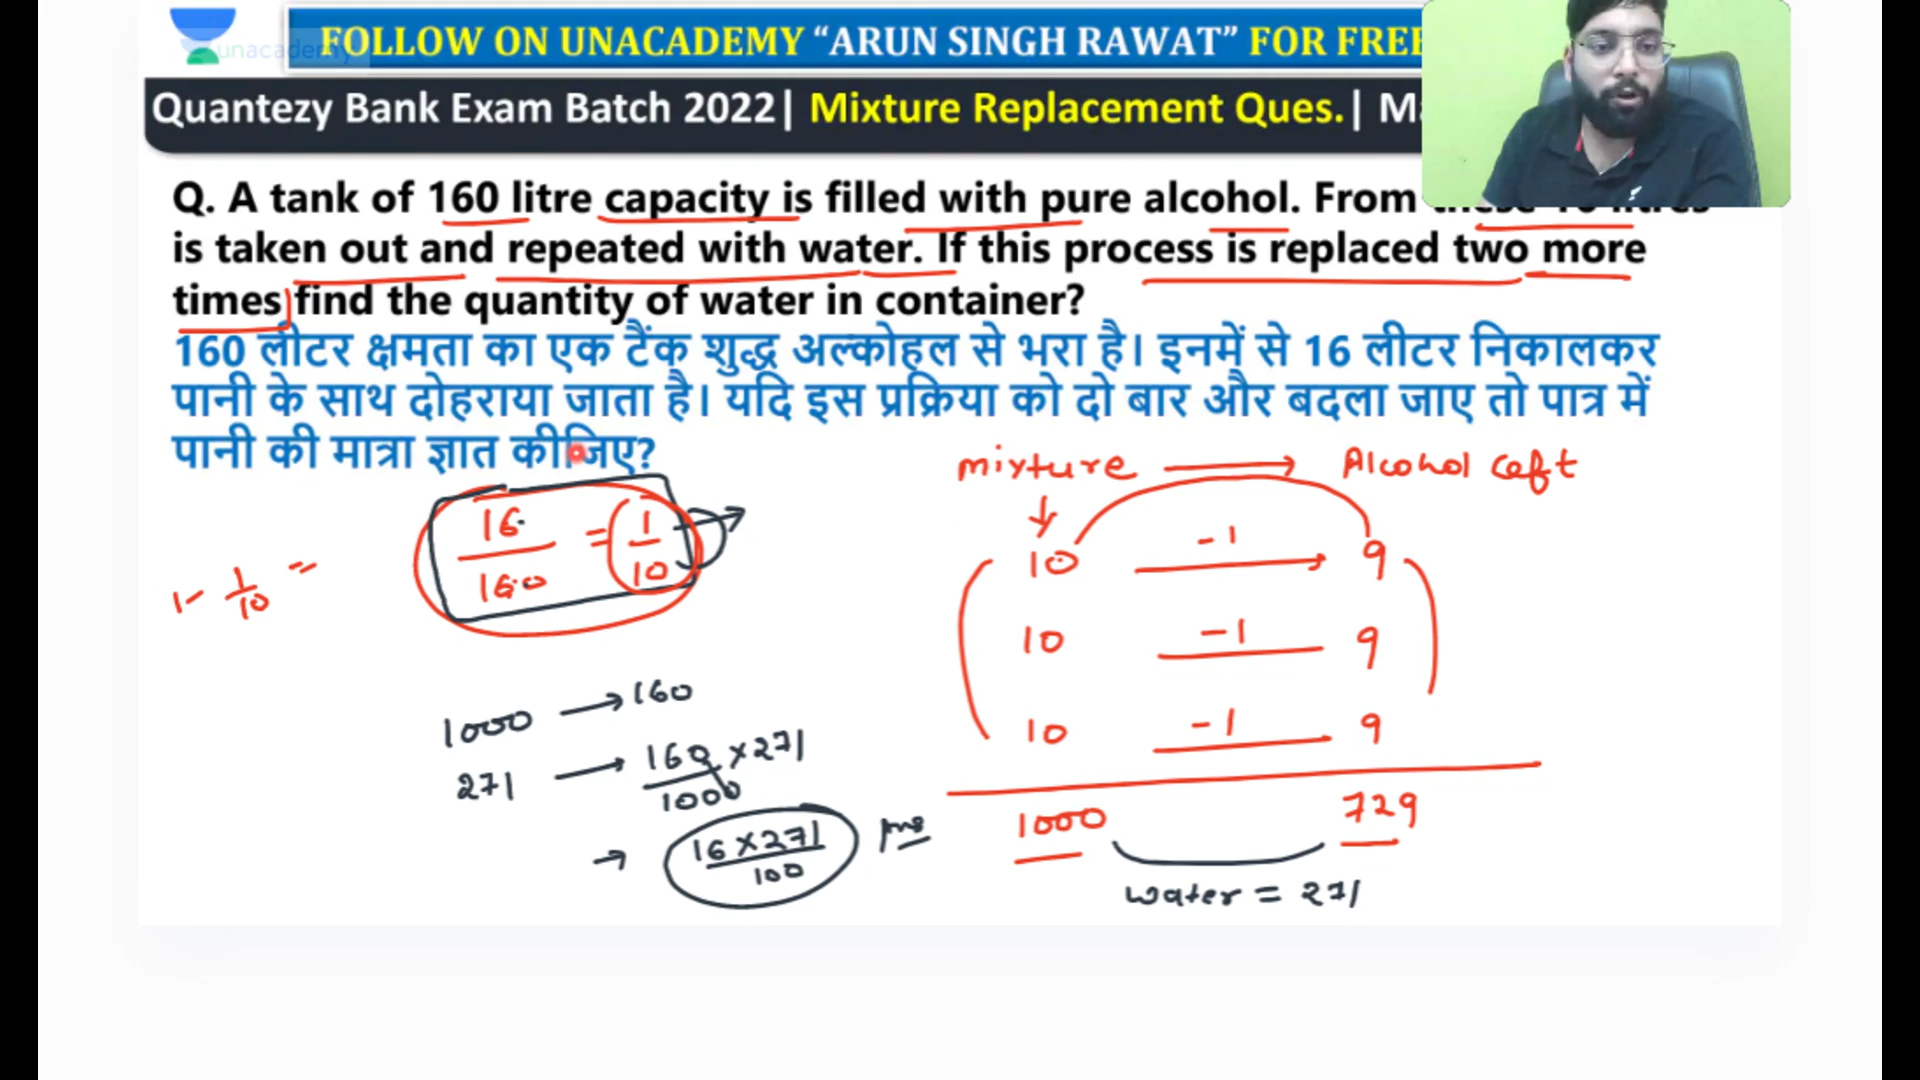 unacademy
FOLLOW ON UNACADEMY “ARUN SINGH RAWAT” FOR FREE
Quantezy Bank Exam Batch 2022| Mixture Replacement Ques.| Ma
Q. A tank of 160 litre capacity is filled with pure alcohol. From these 16 litres
is taken out and repeated with water. If this process is replaced two more
times find the quantity of water in container?
160 लीटर क्षमता का एक टैंक शुद्ध अल्कोहल से भरा है। इनमें से 16 लीटर निकालकर
पानी के साथ दोहराया जाता है। यदि इस प्रक्रिया को दो बार और बदला जाए तो पात्र में
पानी की मात्रा ज्ञात कीजिए?
mixture → Alcohol left
↓
16/160 = 1/10 →
1 - 1/10 =
10 -1 → 9
10 -1 9
10 -1 9
1000 729
water = 271
1000 → 160
271 → 160 × 271/1000
→ 16 × 271/100 Ans